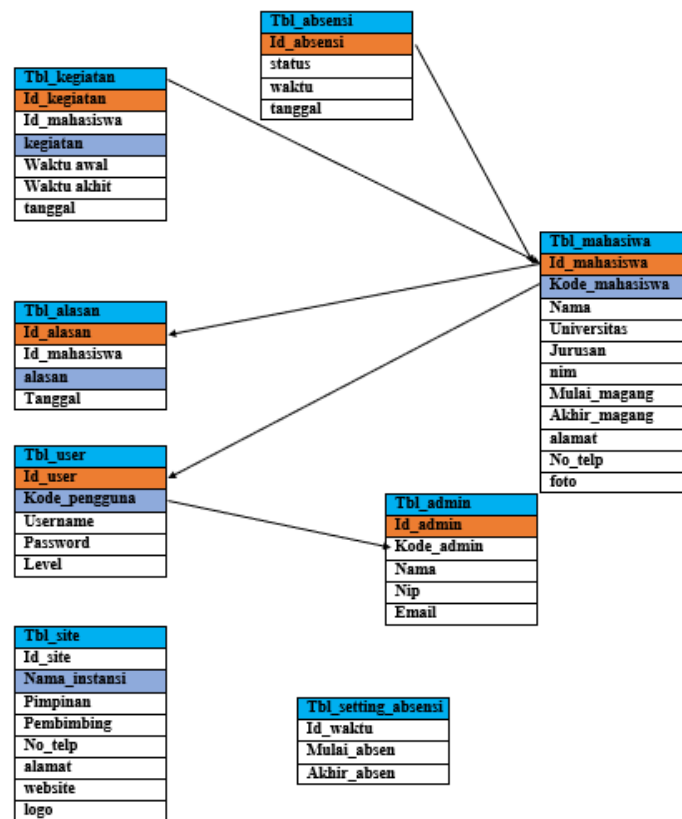 Tbl_absensi
Id_absensi
status
waktu
tanggal
Tbl_kegiatan
Id_kegiatan
Id_mahasiswa
kegiatan
Waktu awal
Waktu akhit
tanggal
Tbl_mahasiwa
Id_mahasiswa
Kode_mahasiswa
Nama
Universitas
Jurusan
nim
Mulai_magang
Akhir_magang
alamat
No_telp
foto
Tbl_alasan
Id_alasan
Id_mahasiswa
alasan
Tanggal
Tbl_user
Id_user
Kode_pengguna
Username
Password
Level
Tbl_admin
Id_admin
Kode_admin
Nama
Nip
Email
Tbl_site
Id_site
Nama_instansi
Pimpinan
Pembimbing
No_telp
alamat
website
logo
Tbl_setting_absensi
Id_waktu
Mulai_absen
Akhir_absen